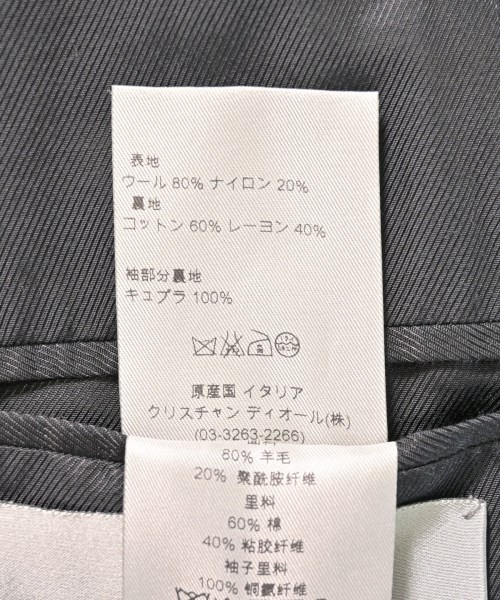 表地
ウール 80% ナイロン 20%
裏地
コットン 60% レーヨン 40%
袖部分裏地
キュプラ 100%
原産国 イタリア
クリスチャン ディオール(株)
(03-3263-2266)
80% 羊毛
20% 聚酰胺纤维
里料
60% 棉
40% 粘胶纤维
袖子里料
100% 铜氨纤维